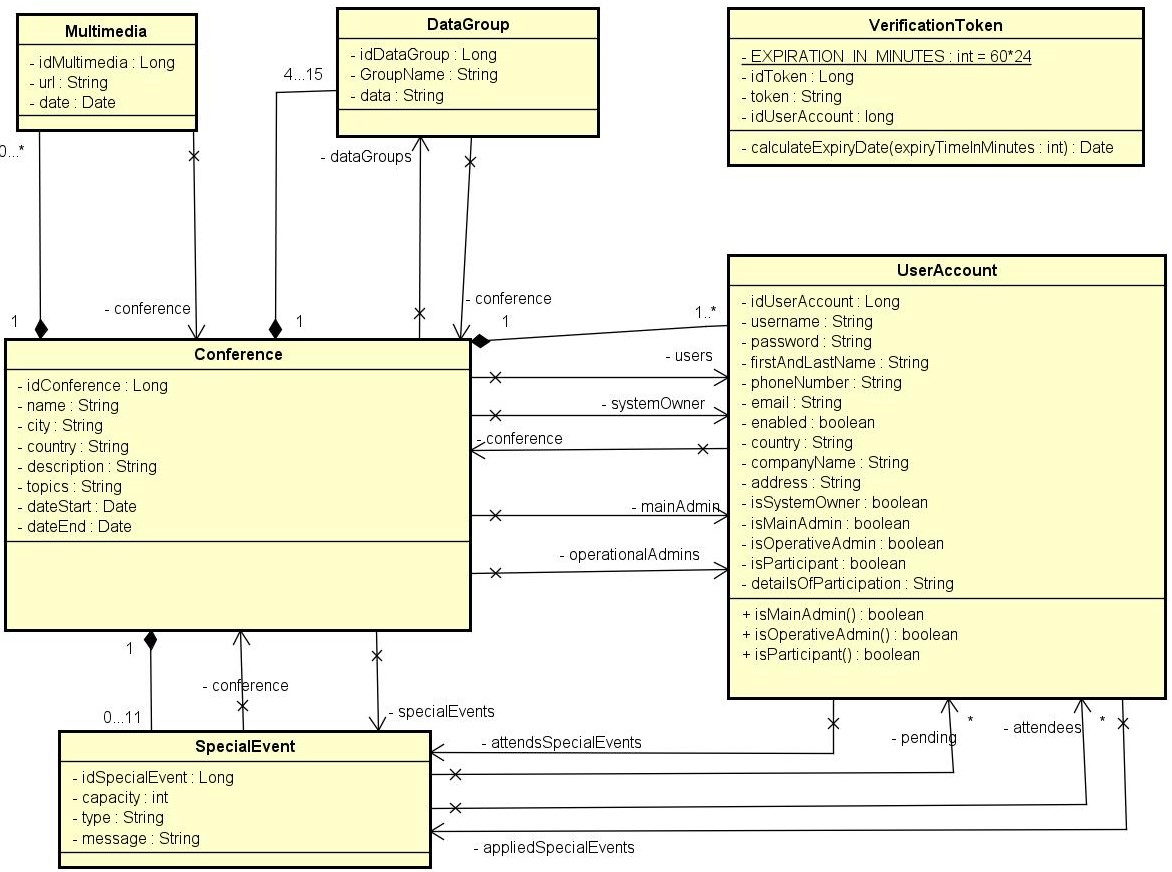 Multimedia
- idMultimedia : Long
- url : String
- date : Date
0...*
1
- conference
DataGroup
- idDataGroup : Long
- GroupName : String
- data : String
4...15
1
- dataGroups
- conference
VerificationToken
- EXPIRATION_IN_MINUTES : int = 60*24
- idToken : Long
- token : String
- idUserAccount : long
- calculateExpiryDate(expiryTimeInMinutes : int) : Date
Conference
- idConference : Long
- name : String
- city : String
- country : String
- description : String
- topics : String
- dateStart : Date
- dateEnd : Date
1
1..*
- users
- systemOwner
- conference
- mainAdmin
- operationalAdmins
UserAccount
- idUserAccount : Long
- username : String
- password : String
- firstAndLastName : String
- phoneNumber : String
- email : String
- enabled : boolean
- country : String
- companyName : String
- address : String
- isSystemOwner : boolean
- isMainAdmin : boolean
- isOperativeAdmin : boolean
- isParticipant : boolean
- detailsOfParticipation : String
+ isMainAdmin() : boolean
+ isOperativeAdmin() : boolean
+ isParticipant() : boolean
1
0...11
- conference
- specialEvents
SpecialEvent
- idSpecialEvent : Long
- capacity : int
- type : String
- message : String
- attendsSpecialEvents
- pending
*
- attendees
*
- appliedSpecialEvents